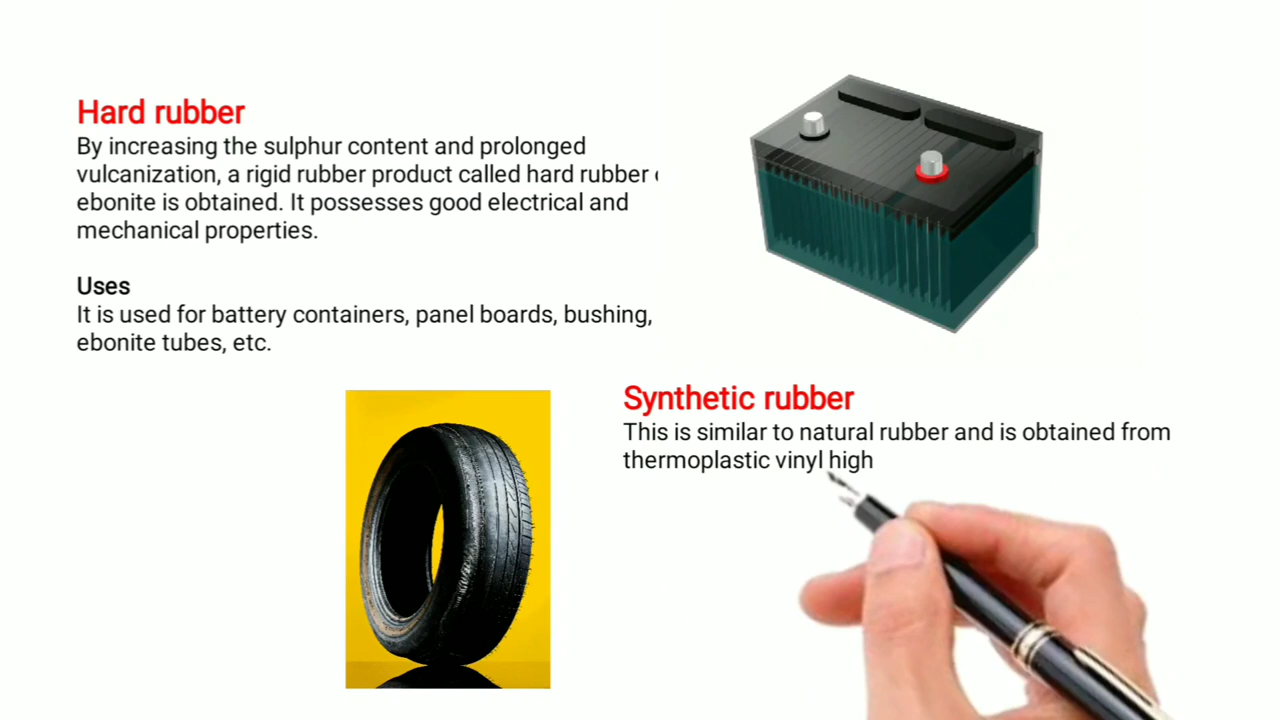 Hard rubber
By increasing the sulphur content and prolonged
vulcanization, a rigid rubber product called hard rubber
ebonite is obtained. It possesses good electrical and
mechanical properties.
Uses
It is used for battery containers, panel boards, bushing,
ebonite tubes, etc.
Synthetic rubber
This is similar to natural rubber and is obtained from
thermoplastic vinyl high